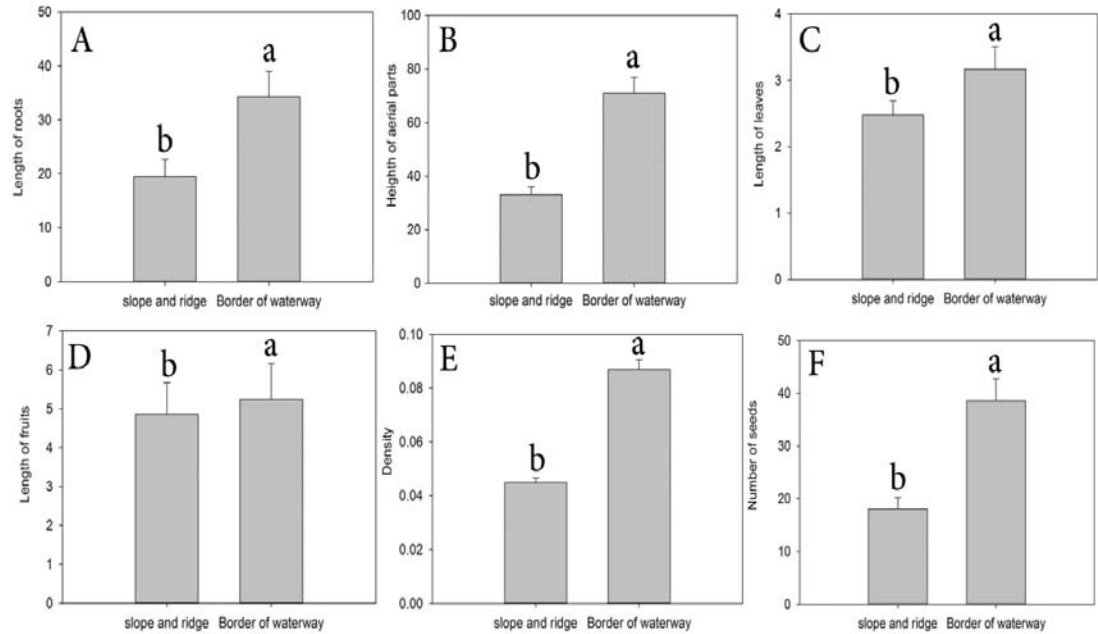 A
Length of roots
50
40
30
20
10
0
b
a
slope and ridge
Border of waterway
B
Heighth of aerial parts
100
80
60
40
20
0
b
a
slope and ridge
Border of waterway
C
Length of leaves
4
3
2
1
0
b
a
slope and ridge
Border of waterway
D
Length of fruits
7
6
5
4
3
2
1
0
b
a
slope and ridge
Border of waterway
E
Density
0.10
0.08
0.06
0.04
0.02
0.00
b
a
slope and ridge
Border of waterway
F
Number of seeds
50
40
30
20
10
0
b
a
slope and ridge
Border of waterway